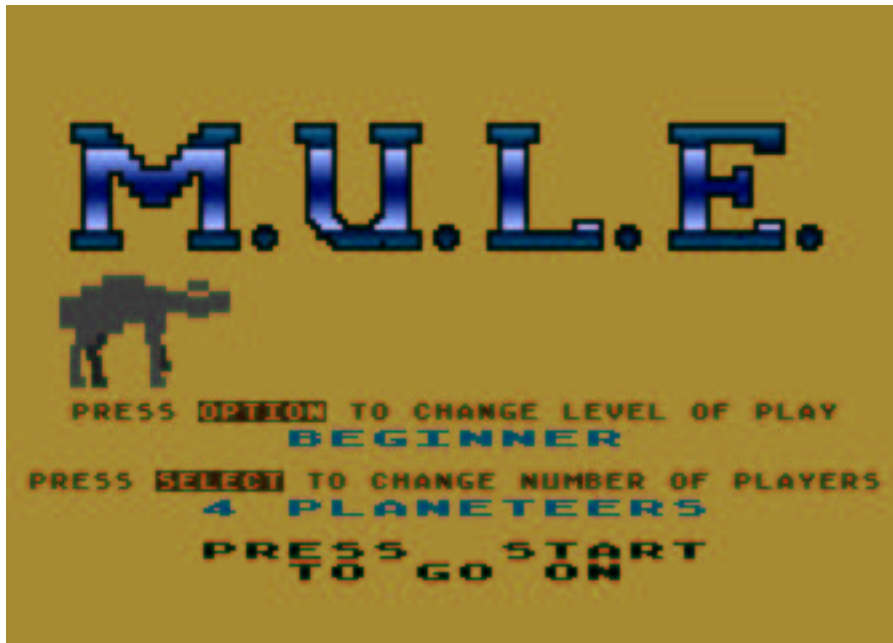 M.U.L.E.
PRESS OPTION TO CHANGE LEVEL OF PLAY
BEGINNER
PRESS SELECT TO CHANGE NUMBER OF PLAYERS
4 PLANETEERS
PRESS START
TO GO ON